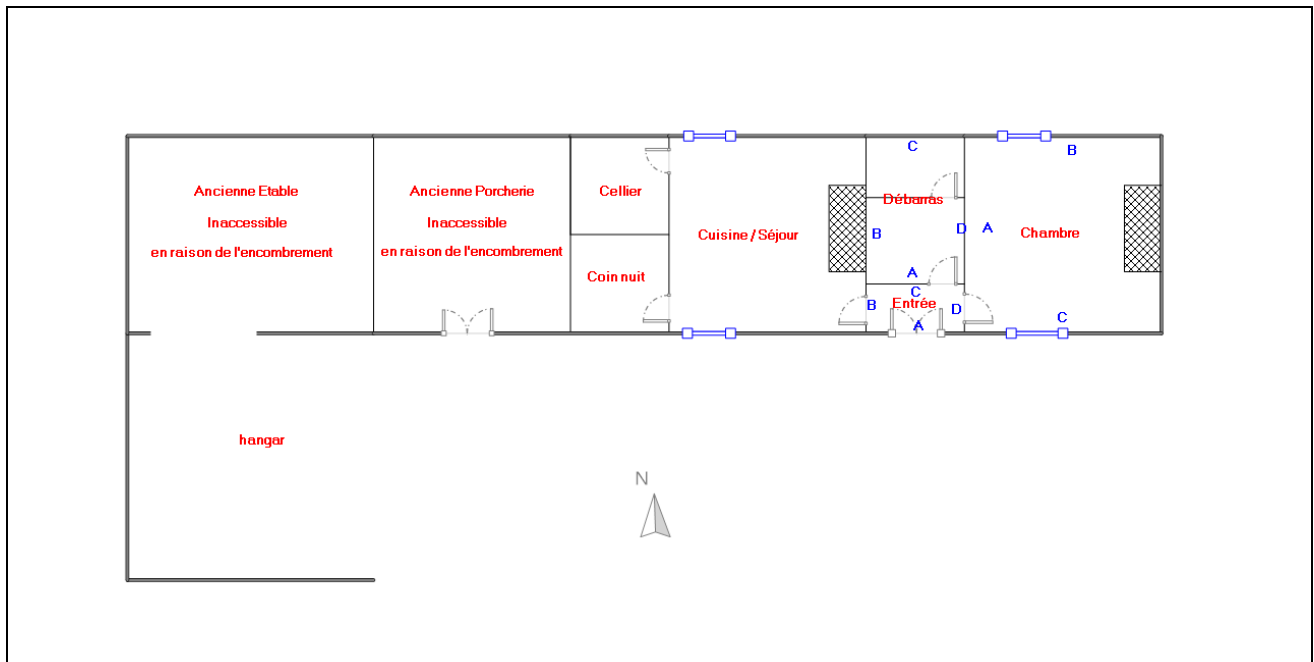 Ancienne Etable
Inaccessible
en raison de l'encombrement
Ancienne Porcherie
Inaccessible
en raison de l'encombrement
Cellier
Coin nuit
Cuisine / Séjour
C
Débarras
B
D
A
C
Entrée
B
D
A
B
A
Chambre
C
hangar
N